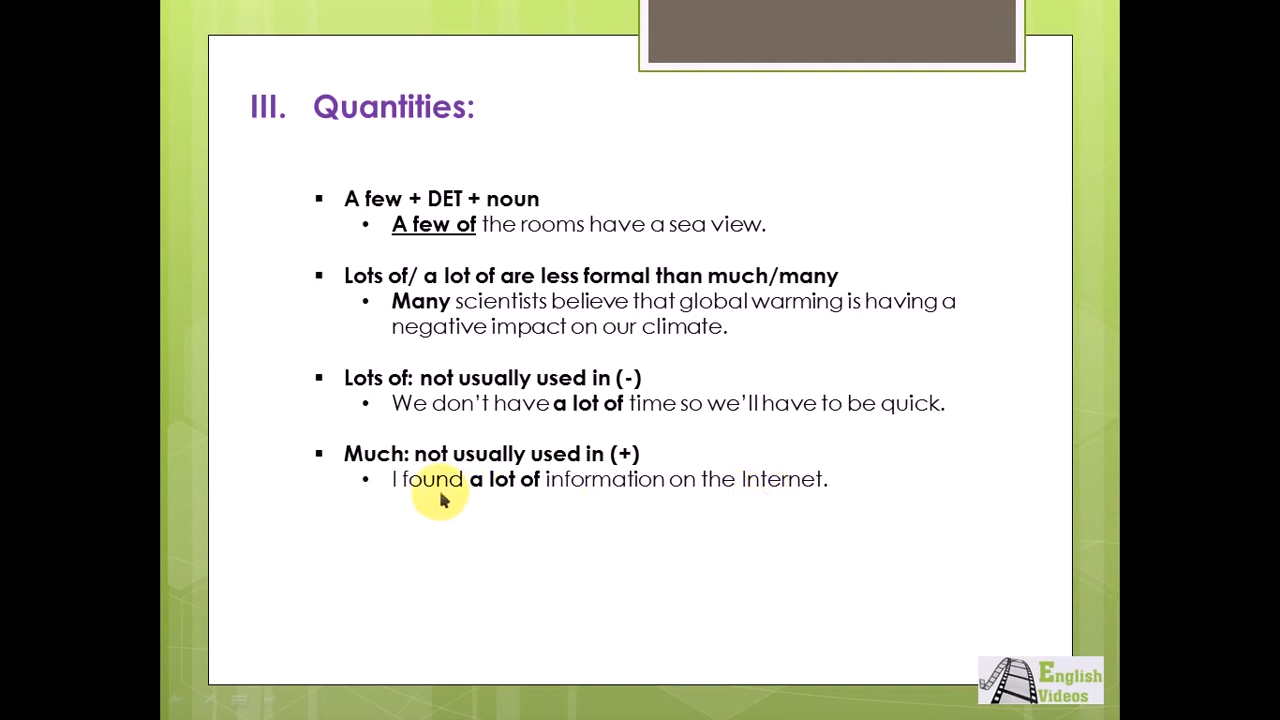 III. Quantities:
▪ A few + DET + noun
• A few of the rooms have a sea view.
▪ Lots of/ a lot of are less formal than much/many
• Many scientists believe that global warming is having a
negative impact on our climate.
▪ Lots of: not usually used in (-)
• We don't have a lot of time so we'll have to be quick.
▪ Much: not usually used in (+)
• I found a lot of information on the Internet.
English
Videos